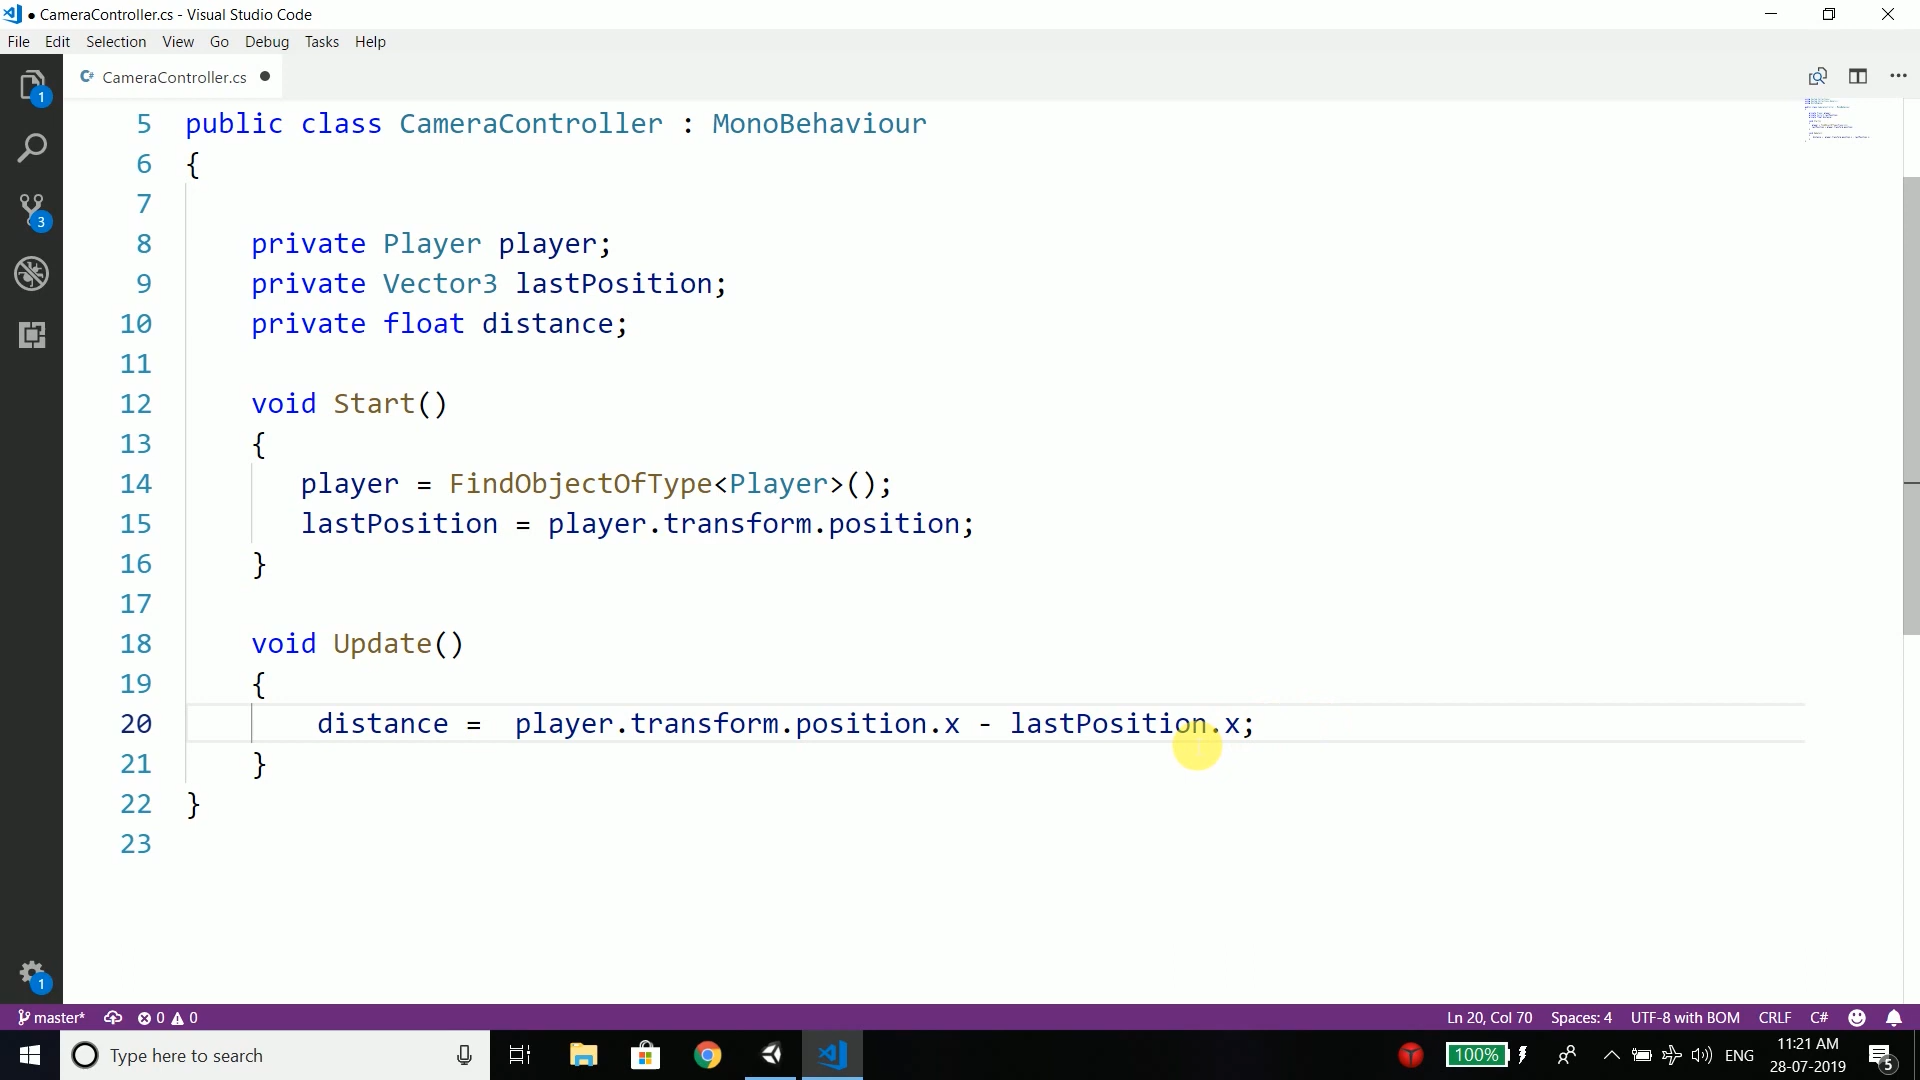 ● CameraController.cs - Visual Studio Code
File Edit Selection View Go Debug Tasks Help
CameraController.cs ●
5 public class CameraController : MonoBehaviour
6 {
7
8 private Player player;
9 private Vector3 lastPosition;
10 private float distance;
11
12 void Start()
13 {
14 player = FindObjectOfType<Player>();
15 lastPosition = player.transform.position;
16 }
17
18 void Update()
19 {
20 distance =  player.transform.position.x - lastPosition.x;
21 }
22 }
23
1
3
1
master* 0 0 Ln 20, Col 70 Spaces: 4 UTF-8 with BOM CRLF C#
Type here to search 100% ENG 11:21 AM
28-07-2019 5